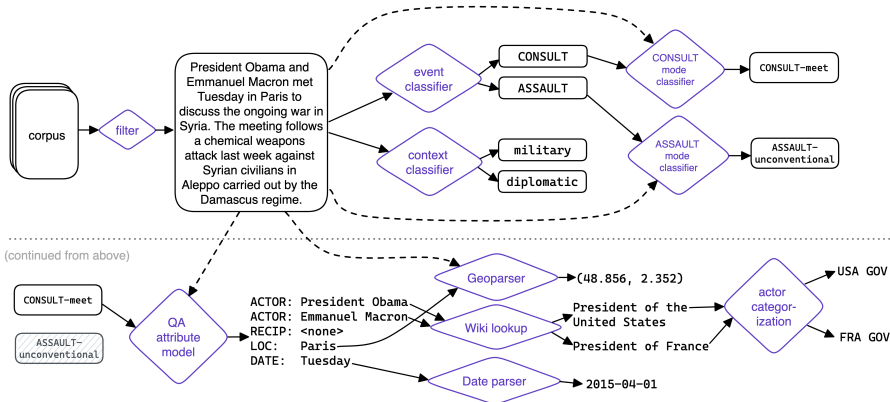 corpus
filter
President Obama and
Emmanuel Macron met
Tuesday in Paris to
discuss the ongoing war in
Syria. The meeting follows
a chemical weapons
attack last week against
Syrian civilians in
Aleppo carried out by the
Damascus regime.
event
classifier
CONSULT
ASSAULT
context
classifier
military
diplomatic
CONSULT
mode
classifier
CONSULT-meet
ASSAULT
mode
classifier
ASSAULT-
unconventional
(continued from above)
CONSULT-meet
ASSAULT-
unconventional
QA
attribute
model
ACTOR: President Obama
ACTOR: Emmanuel Macron
RECIP: <none>
LOC: Paris
DATE: Tuesday
Geoparser
(48.856, 2.352)
Wiki lookup
President of the
United States
President of France
Date parser
2015-04-01
actor
categor-
ization
USA GOV
FRA GOV